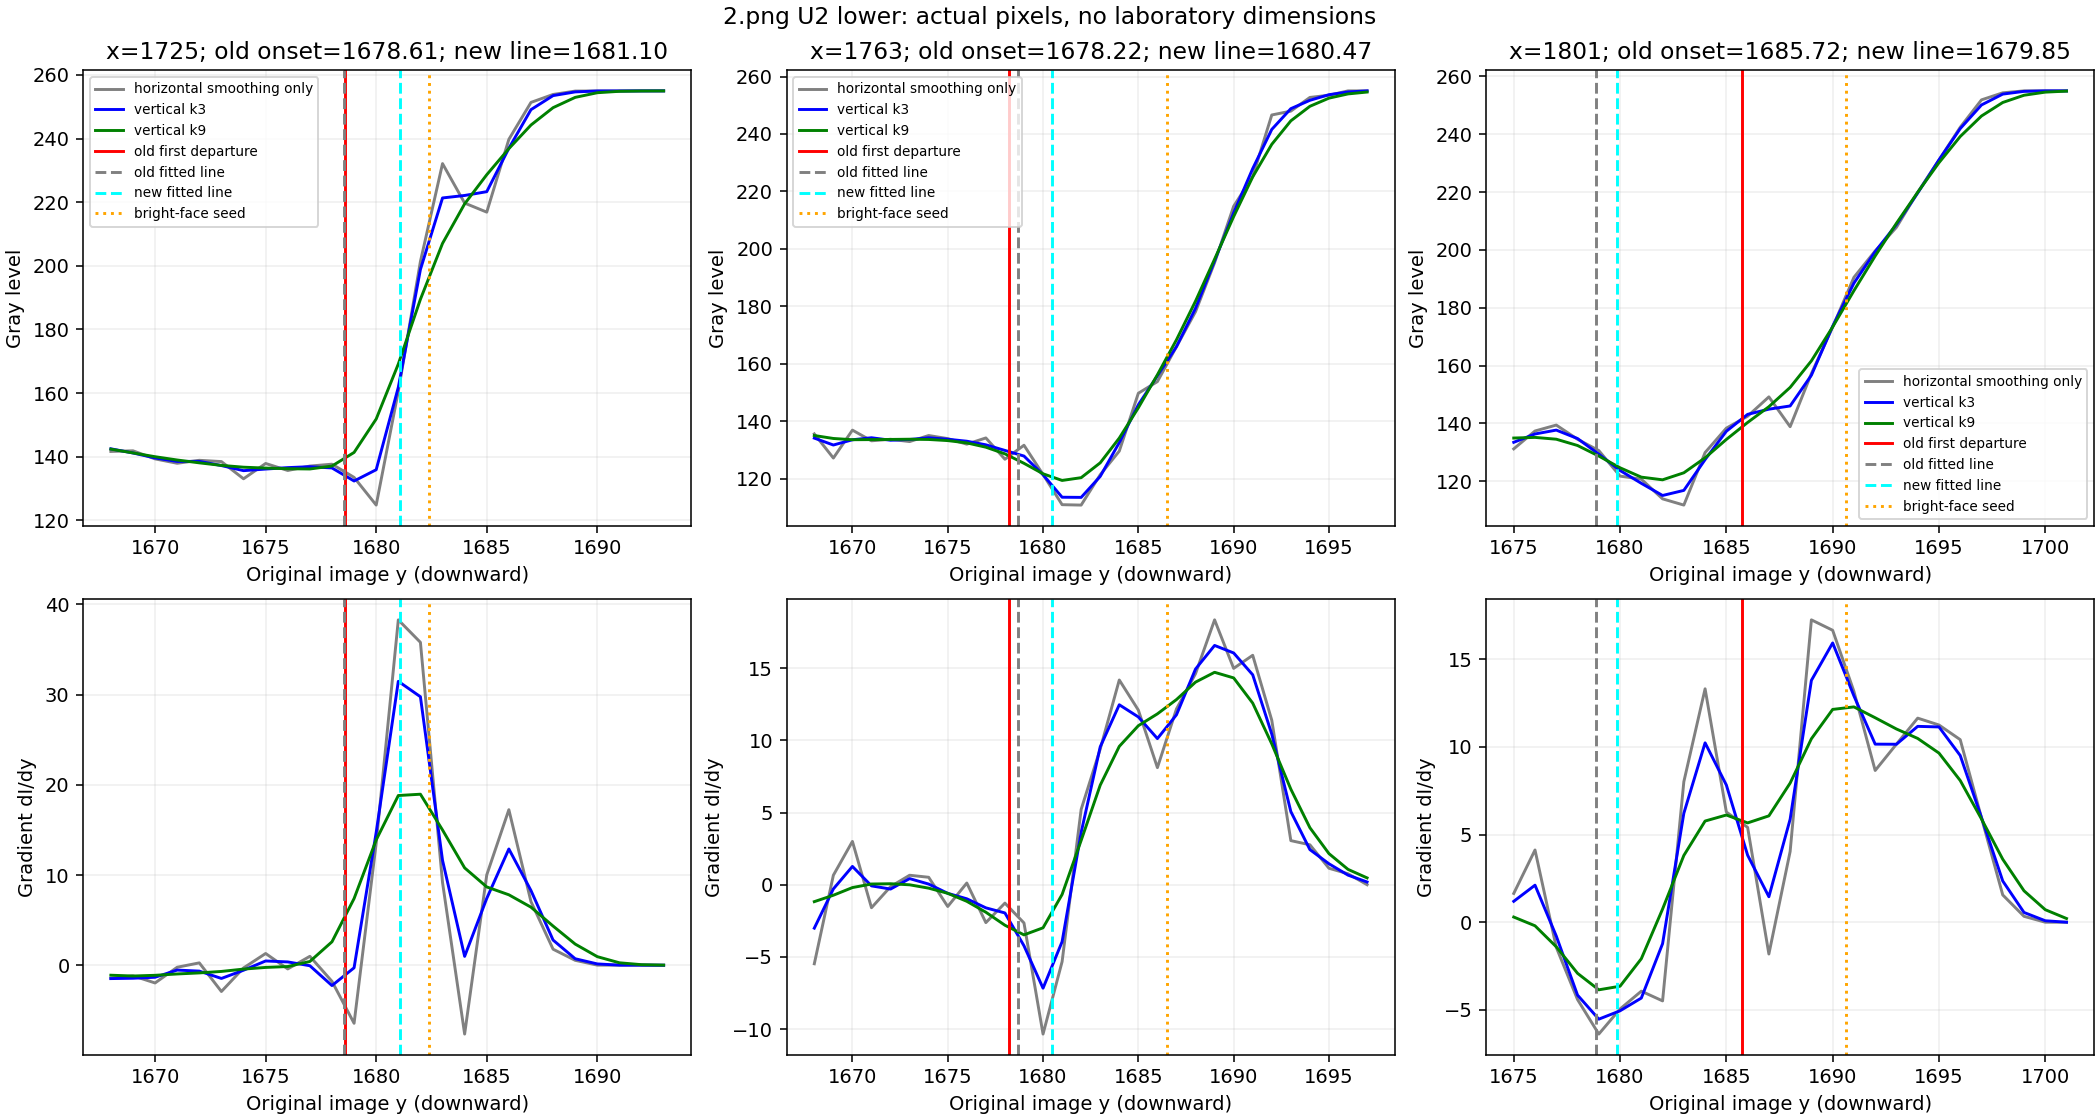 2.png U2 lower: actual pixels, no laboratory dimensions
x=1725; old onset=1678.61; new line=1681.10
260
240
220
200
180
160
140
120
Gray level
horizontal smoothing only
vertical k3
vertical k9
old first departure
old fitted line
new fitted line
bright-face seed
1670 1675 1680 1685 1690
Original image y (downward)
x=1763; old onset=1678.22; new line=1680.47
260
240
220
200
180
160
140
120
Gray level
horizontal smoothing only
vertical k3
vertical k9
old first departure
old fitted line
new fitted line
bright-face seed
1670 1675 1680 1685 1690 1695
Original image y (downward)
x=1801; old onset=1685.72; new line=1679.85
260
240
220
200
180
160
140
120
Gray level
horizontal smoothing only
vertical k3
vertical k9
old first departure
old fitted line
new fitted line
bright-face seed
1675 1680 1685 1690 1695 1700
Original image y (downward)
40
30
20
10
0
Gradient dI/dy
1670 1675 1680 1685 1690
Original image y (downward)
15
10
5
0
−5
−10
Gradient dI/dy
1670 1675 1680 1685 1690 1695
Original image y (downward)
15
10
5
0
−5
Gradient dI/dy
1675 1680 1685 1690 1695 1700
Original image y (downward)